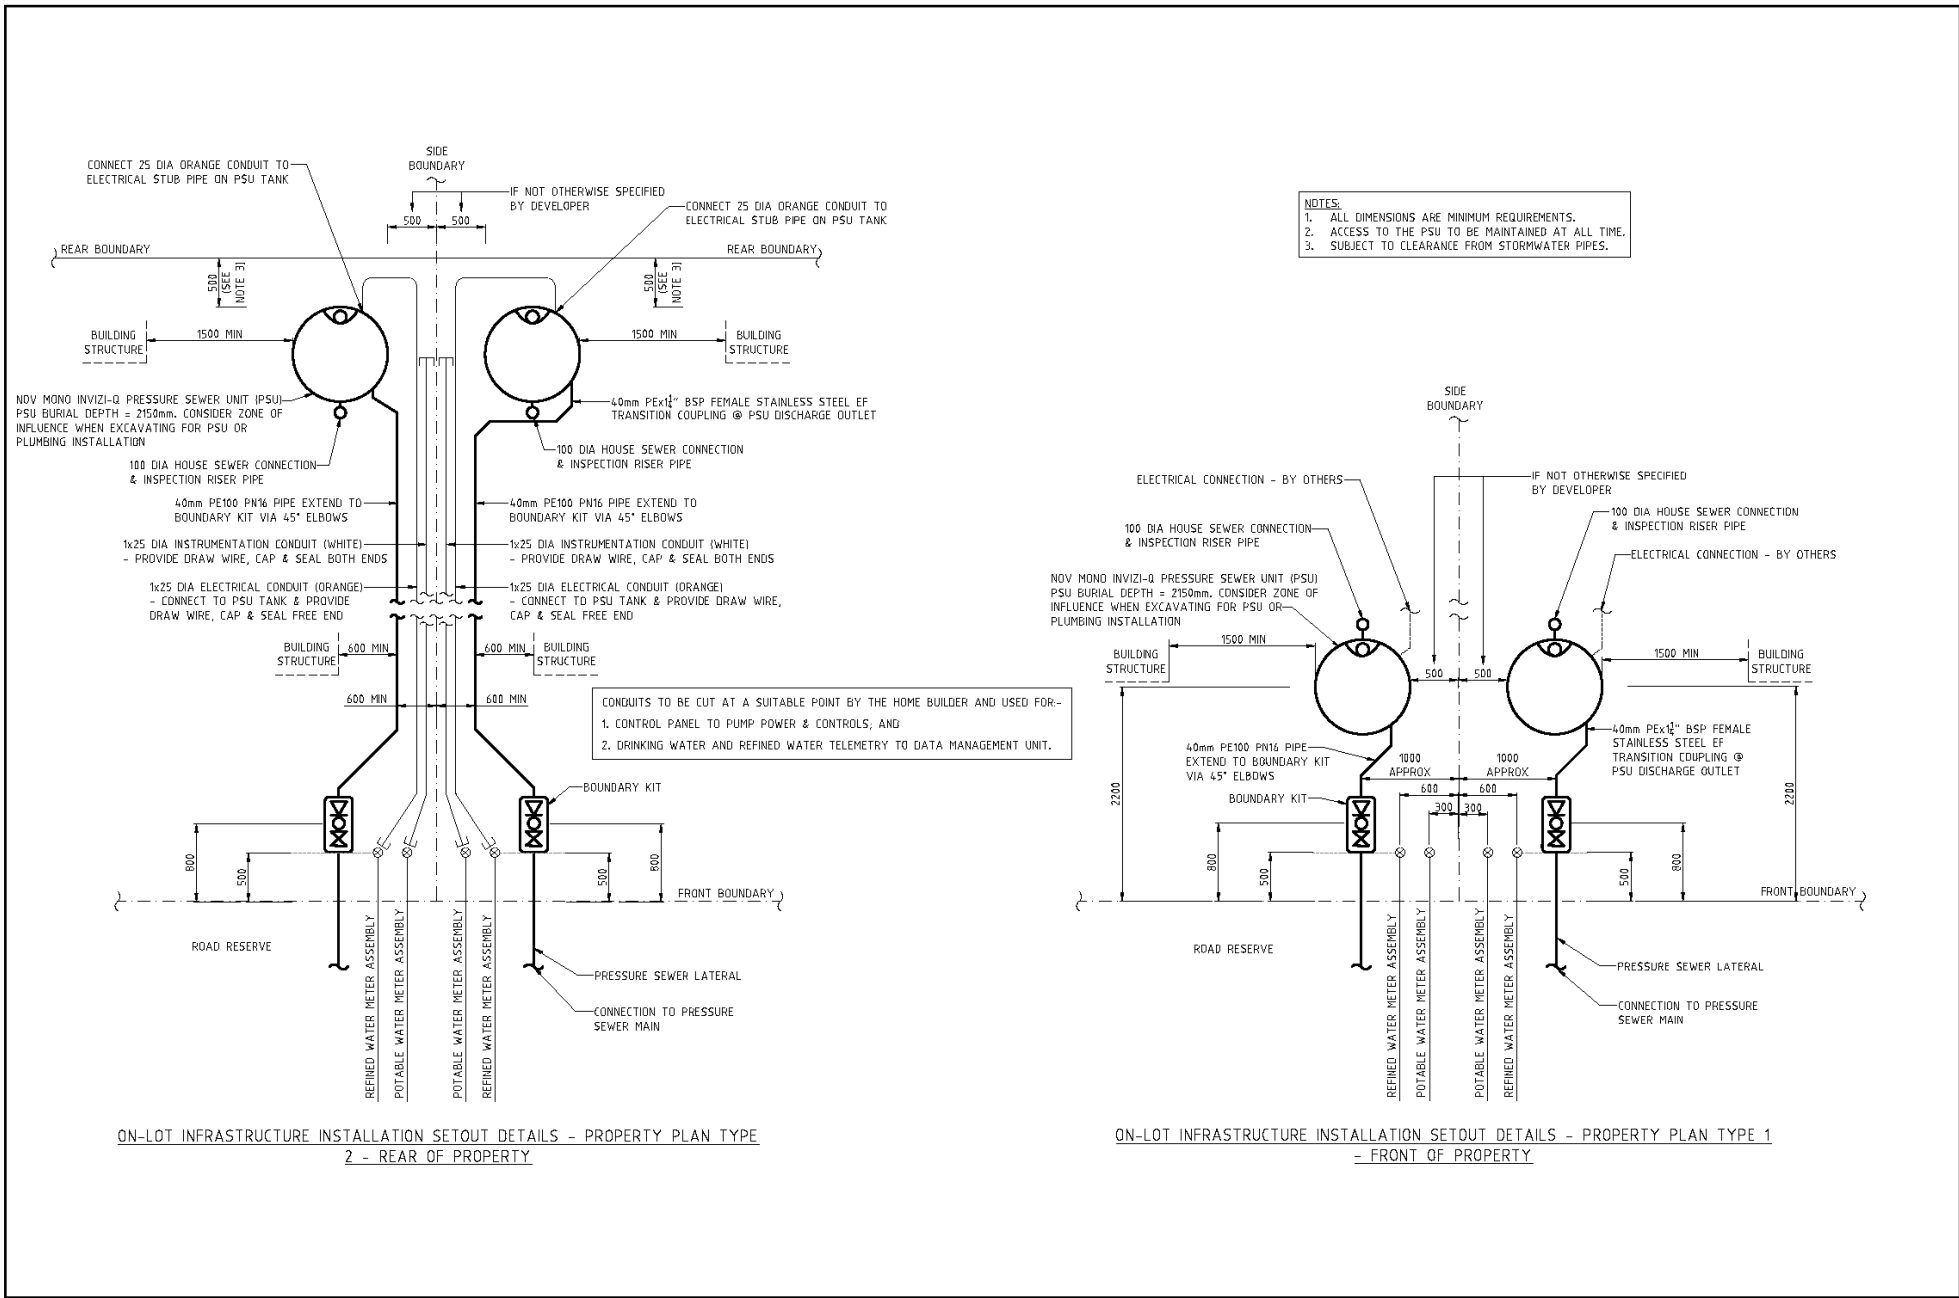 SIDE
BOUNDARY
CONNECT 25 DIA ORANGE CONDUIT TO
ELECTRICAL STUB PIPE ON PSU TANK
IF NOT OTHERWISE SPECIFIED
BY DEVELOPER
CONNECT 25 DIA ORANGE CONDUIT TO
ELECTRICAL STUB PIPE ON PSU TANK
500
500
REAR BOUNDARY
REAR BOUNDARY
500
(SEE
NOTE 3)
500
(SEE
NOTE 3)
BUILDING
STRUCTURE
1500 MIN
1500 MIN
BUILDING
STRUCTURE
NOV MONO INVIZI-Q PRESSURE SEWER UNIT (PSU)
PSU BURIAL DEPTH = 2150mm. CONSIDER ZONE OF
INFLUENCE WHEN EXCAVATING FOR PSU OR
PLUMBING INSTALLATION
40mm PEx1¼" BSP FEMALE STAINLESS STEEL EF
TRANSITION COUPLING @ PSU DISCHARGE OUTLET
100 DIA HOUSE SEWER CONNECTION
& INSPECTION RISER PIPE
100 DIA HOUSE SEWER CONNECTION
& INSPECTION RISER PIPE
40mm PE100 PN16 PIPE EXTEND TO
BOUNDARY KIT VIA 45° ELBOWS
40mm PE100 PN16 PIPE EXTEND TO
BOUNDARY KIT VIA 45° ELBOWS
1x25 DIA INSTRUMENTATION CONDUIT (WHITE)
- PROVIDE DRAW WIRE, CAP & SEAL BOTH ENDS
1x25 DIA INSTRUMENTATION CONDUIT (WHITE)
- PROVIDE DRAW WIRE, CAP & SEAL BOTH ENDS
1x25 DIA ELECTRICAL CONDUIT (ORANGE)
- CONNECT TO PSU TANK & PROVIDE
DRAW WIRE, CAP & SEAL FREE END
1x25 DIA ELECTRICAL CONDUIT (ORANGE)
- CONNECT TO PSU TANK & PROVIDE DRAW WIRE,
CAP & SEAL FREE END
BUILDING
STRUCTURE
600 MIN
600 MIN
BUILDING
STRUCTURE
600 MIN
600 MIN
CONDUITS TO BE CUT AT A SUITABLE POINT BY THE HOME BUILDER AND USED FOR:-
1. CONTROL PANEL TO PUMP POWER & CONTROLS; AND
2. DRINKING WATER AND REFINED WATER TELEMETRY TO DATA MANAGEMENT UNIT.
BOUNDARY KIT
800
500
500
800
FRONT BOUNDARY
ROAD RESERVE
REFINED WATER METER ASSEMBLY
POTABLE WATER METER ASSEMBLY
POTABLE WATER METER ASSEMBLY
REFINED WATER METER ASSEMBLY
PRESSURE SEWER LATERAL
CONNECTION TO PRESSURE
SEWER MAIN
ON-LOT INFRASTRUCTURE INSTALLATION SETOUT DETAILS - PROPERTY PLAN TYPE
2 - REAR OF PROPERTY
NOTES:
1. ALL DIMENSIONS ARE MINIMUM REQUIREMENTS.
2. ACCESS TO THE PSU TO BE MAINTAINED AT ALL TIME.
3. SUBJECT TO CLEARANCE FROM STORMWATER PIPES.
SIDE
BOUNDARY
ELECTRICAL CONNECTION - BY OTHERS
IF NOT OTHERWISE SPECIFIED
BY DEVELOPER
100 DIA HOUSE SEWER CONNECTION
& INSPECTION RISER PIPE
100 DIA HOUSE SEWER CONNECTION
& INSPECTION RISER PIPE
ELECTRICAL CONNECTION - BY OTHERS
NOV MONO INVIZI-Q PRESSURE SEWER UNIT (PSU)
PSU BURIAL DEPTH = 2150mm. CONSIDER ZONE OF
INFLUENCE WHEN EXCAVATING FOR PSU OR
PLUMBING INSTALLATION
BUILDING
STRUCTURE
1500 MIN
500
500
1500 MIN
BUILDING
STRUCTURE
40mm PE100 PN16 PIPE
EXTEND TO BOUNDARY KIT
VIA 45° ELBOWS
1000
APPROX
1000
APPROX
40mm PEx1¼" BSP FEMALE
STAINLESS STEEL EF
TRANSITION COUPLING @
PSU DISCHARGE OUTLET
BOUNDARY KIT
600
600
300
300
2200
800
500
500
800
2200
FRONT BOUNDARY
ROAD RESERVE
REFINED WATER METER ASSEMBLY
POTABLE WATER METER ASSEMBLY
POTABLE WATER METER ASSEMBLY
REFINED WATER METER ASSEMBLY
PRESSURE SEWER LATERAL
CONNECTION TO PRESSURE
SEWER MAIN
ON-LOT INFRASTRUCTURE INSTALLATION SETOUT DETAILS - PROPERTY PLAN TYPE 1
- FRONT OF PROPERTY